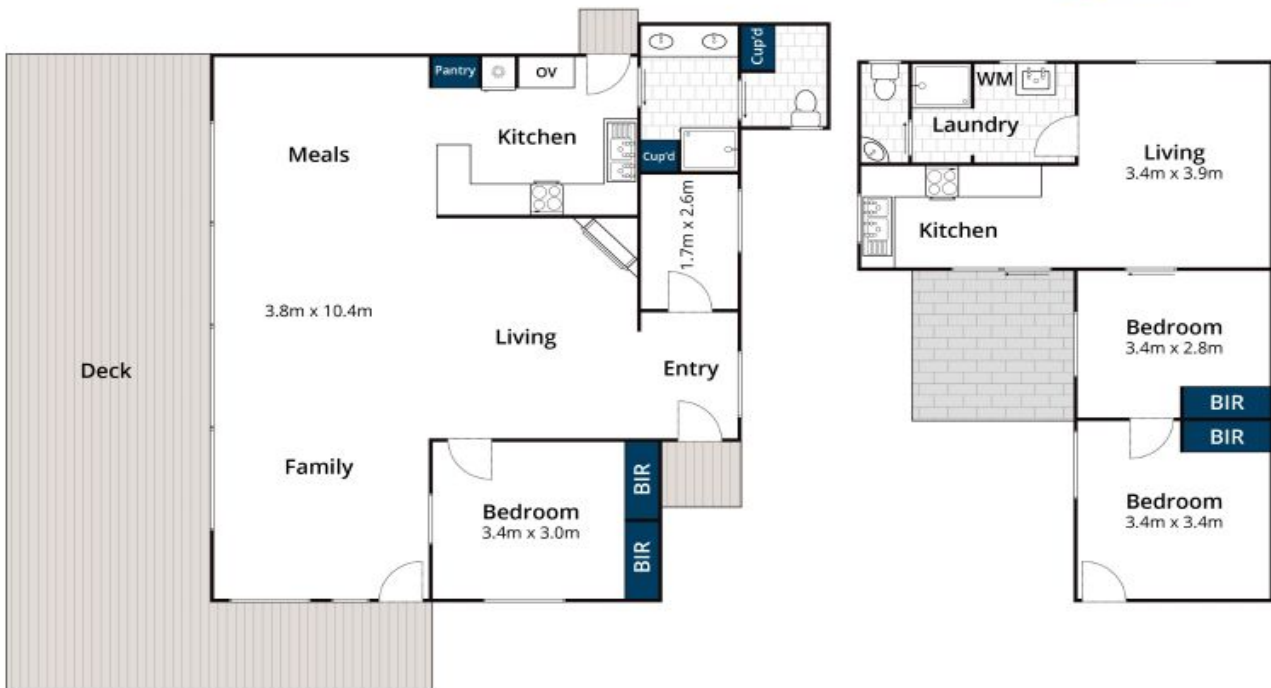 Deck
Meals
3.8m x 10.4m
Family
Pantry
OV
Kitchen
Living
Cup'd
Cup'd
1.7m x 2.6m
Entry
Bedroom
3.4m x 3.0m
BIR
BIR
WM
Laundry
Kitchen
Living
3.4m x 3.9m
Bedroom
3.4m x 2.8m
BIR
BIR
Bedroom
3.4m x 3.4m